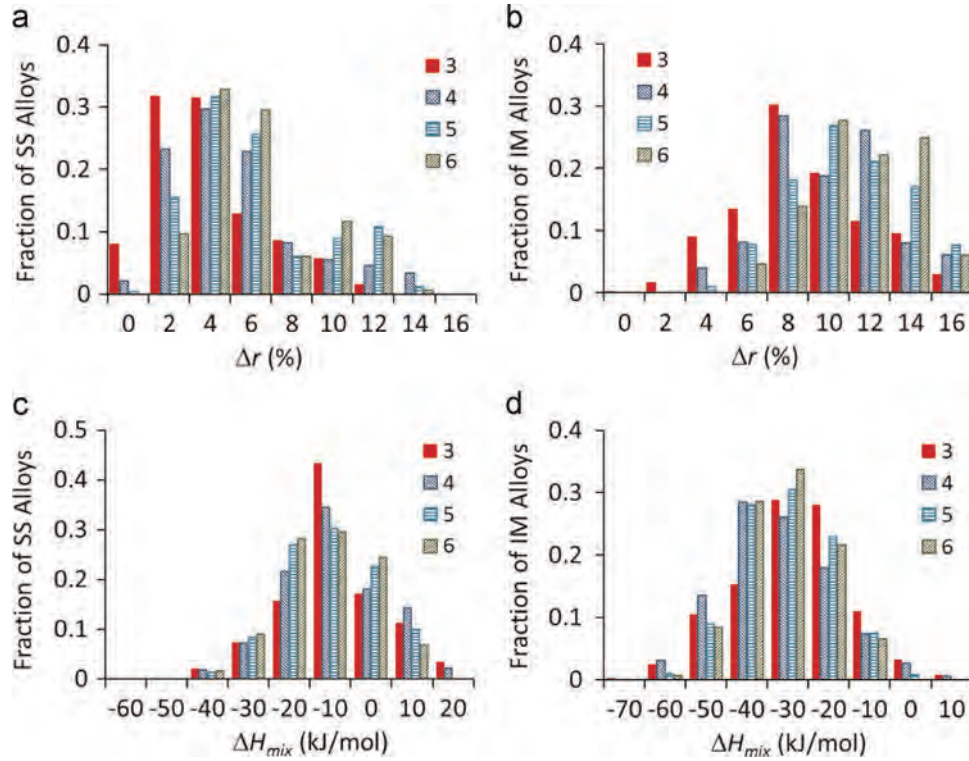 a
Fraction of SS Alloys
0.4
0.3
0.2
0.1
0
3
4
5
6
0 2 4 6 8 10 12 14 16
Δr (%)
b
Fraction of IM Alloys
0.4
0.3
0.2
0.1
0
3
4
5
6
0 2 4 6 8 10 12 14 16
Δr (%)
c
Fraction of SS Alloys
0.5
0.4
0.3
0.2
0.1
0
3
4
5
6
-60 -50 -40 -30 -20 -10 0 10 20
ΔHmix (kJ/mol)
d
Fraction of IM Alloys
0.4
0.3
0.2
0.1
0
3
4
5
6
-70 -60 -50 -40 -30 -20 -10 0 10
ΔHmix (kJ/mol)